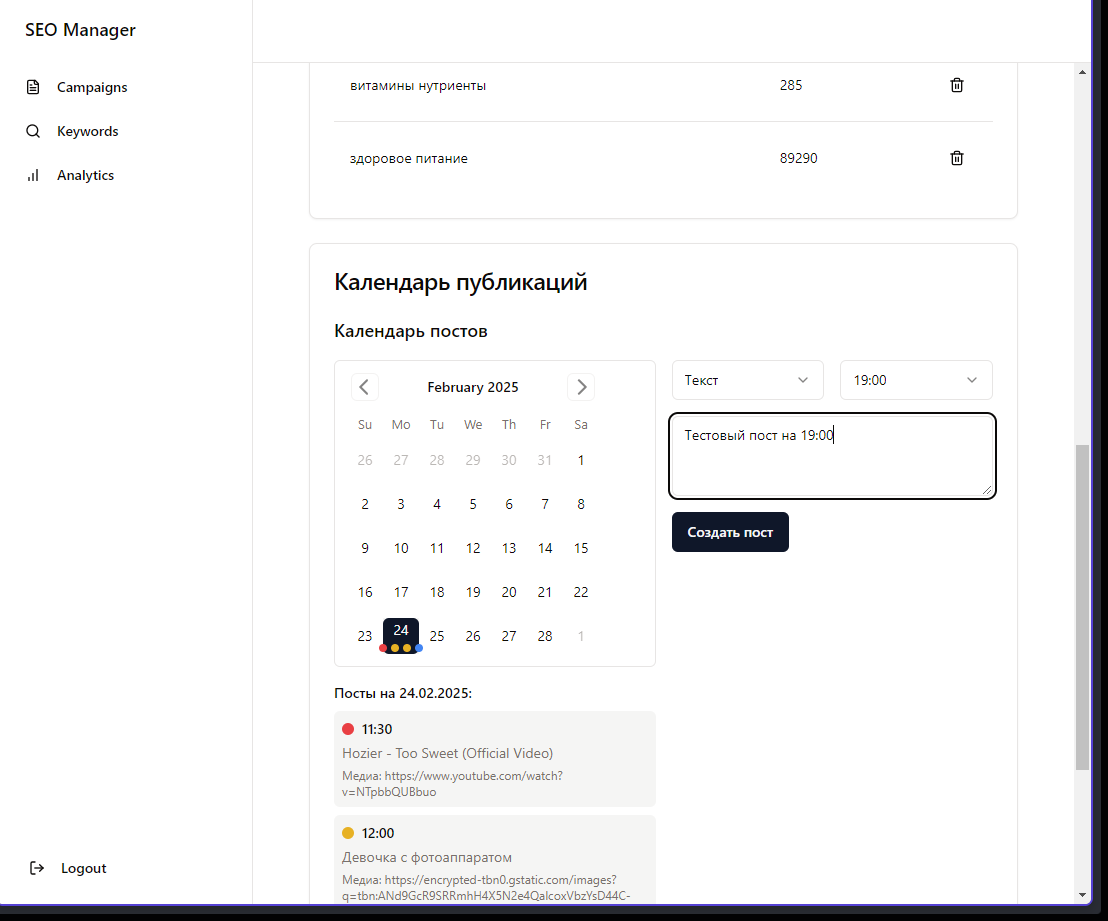 SEO Manager
Campaigns
Keywords
Analytics
витамины нутриенты 285
здоровое питание 89290
Календарь публикаций
Календарь постов
February 2025
Su Mo Tu We Th Fr Sa
26 27 28 29 30 31 1
2 3 4 5 6 7 8
9 10 11 12 13 14 15
16 17 18 19 20 21 22
23 24 25 26 27 28 1
Текст 19:00
Тестовый пост на 19:00
Создать пост
Посты на 24.02.2025:
11:30
Hozier - Too Sweet (Official Video)
Медиа: https://www.youtube.com/watch?
v=NTpbbQUBbuo
12:00
Девочка с фотоаппаратом
Медиа: https://encrypted-tbn0.gstatic.com/images?
q=tbn:ANd9GcR9SRRmhH4X5N2e4QalcoxVbzYsD44C-
Logout